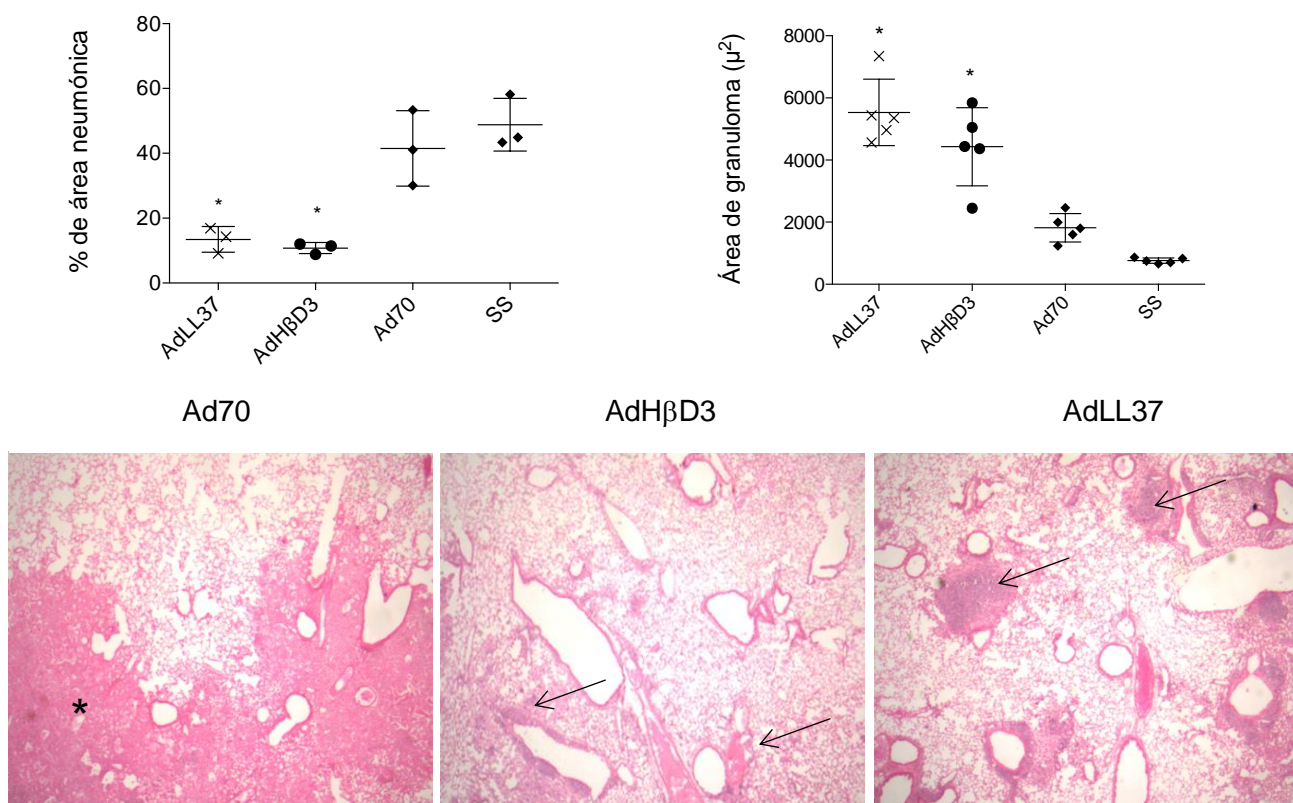 % de área neumónica
80
60
40
20
0
*
*
AdLL37
AdHβD3
Ad70
SS
Área de granuloma (µ²)
8000
6000
4000
2000
0
*
*
AdLL37
AdHβD3
Ad70
SS
Ad70
AdHβD3
AdLL37
*